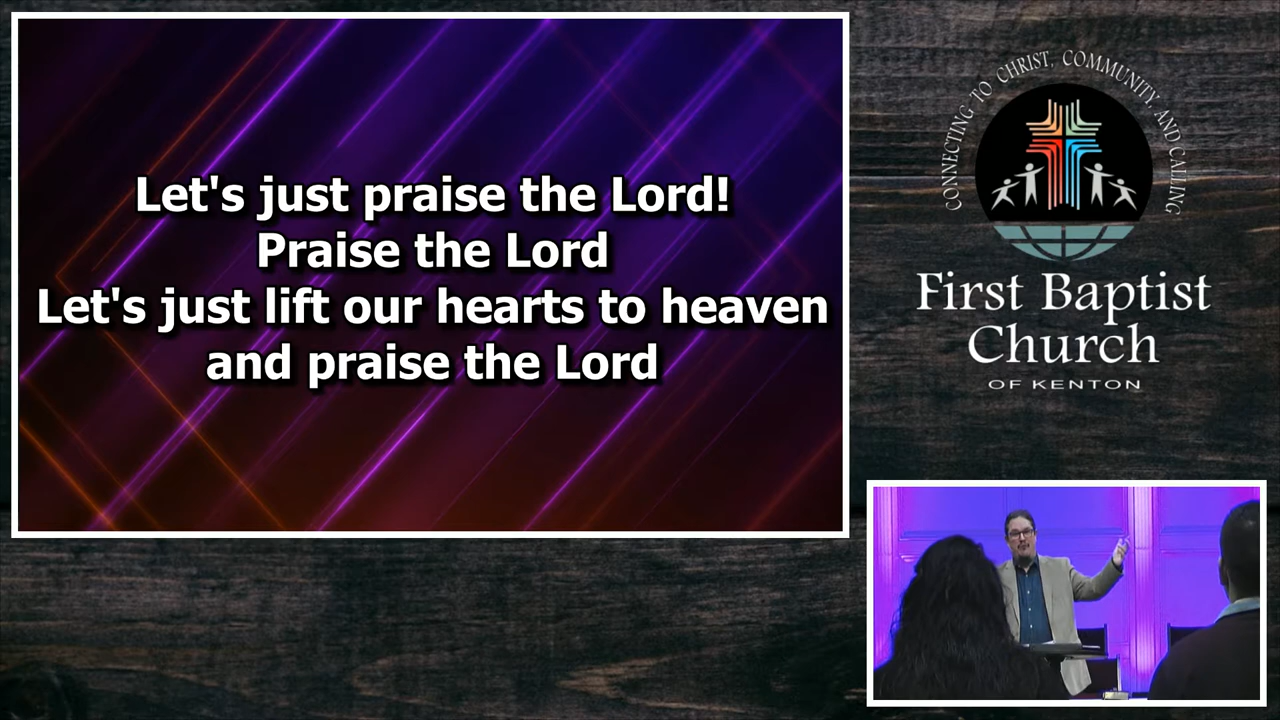 Let's just praise the Lord!
Praise the Lord
Let's just lift our hearts to heaven
and praise the Lord
CONNECTING TO CHRIST, COMMUNITY, AND CALLING
First Baptist
Church
OF KENTON